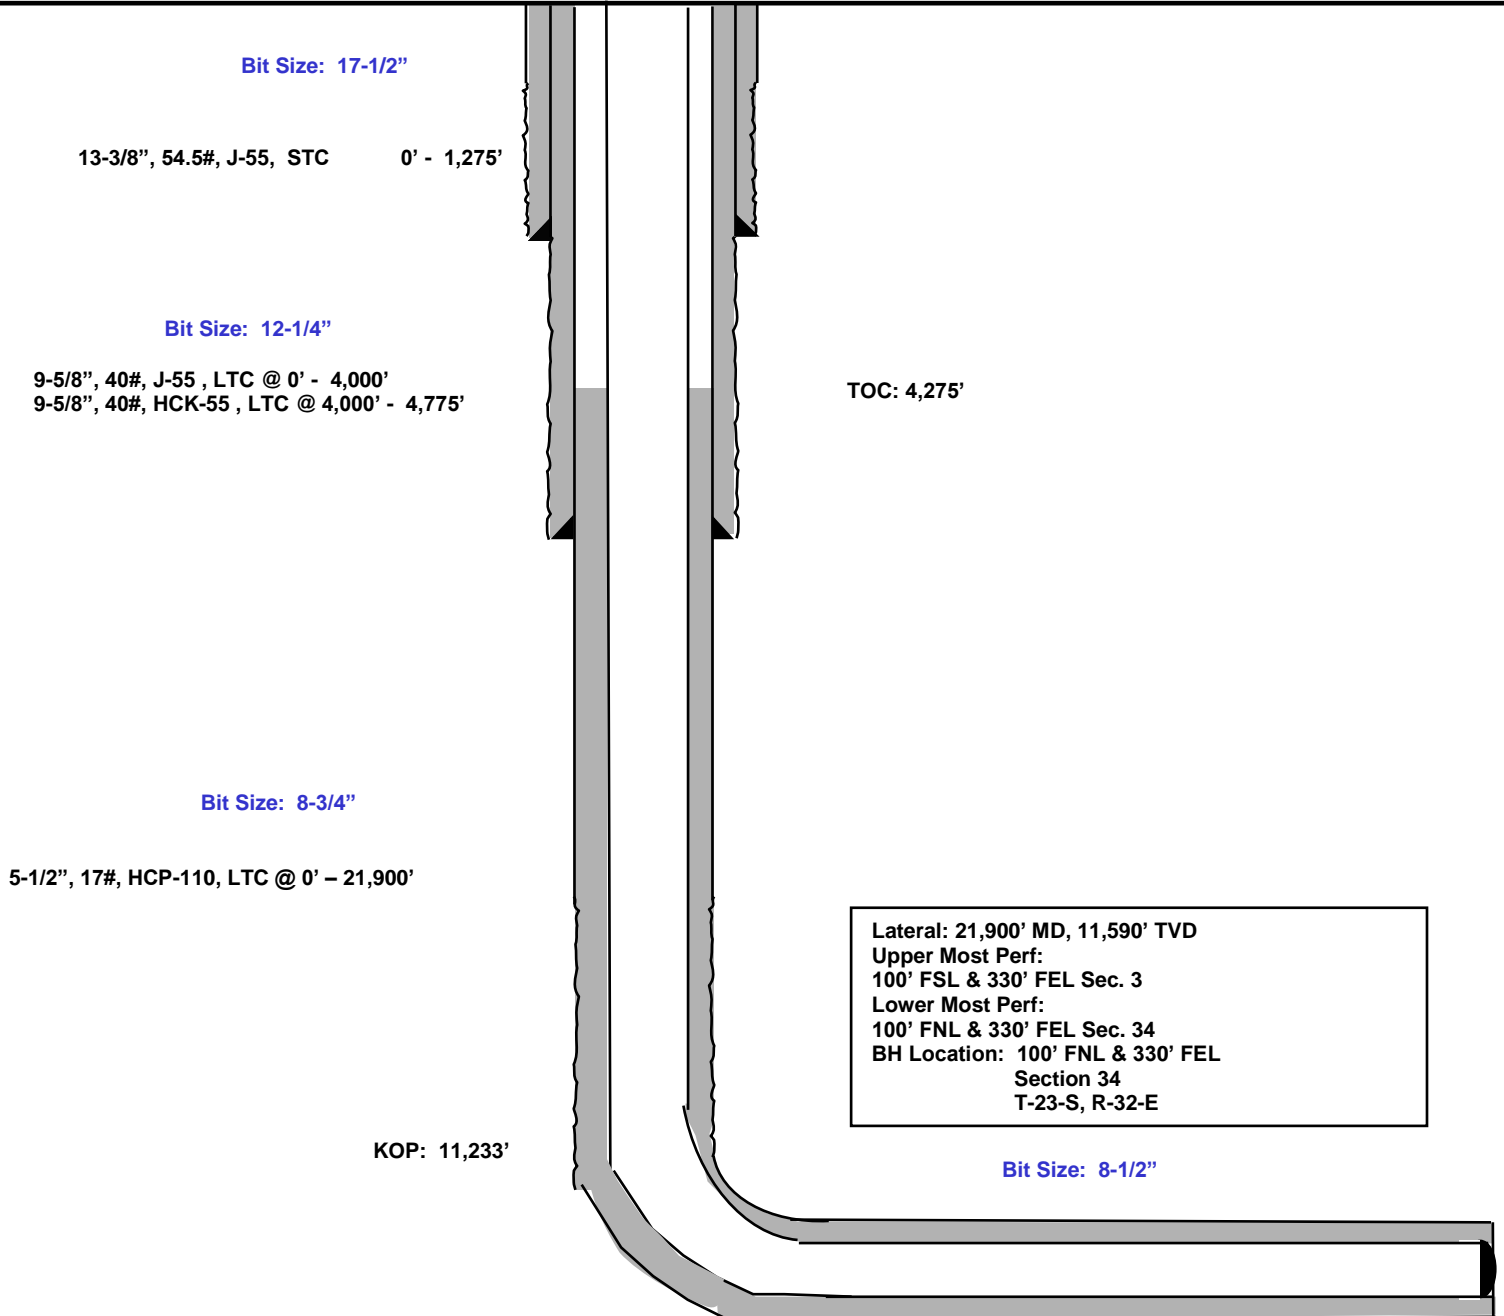 Bit Size: 17-1/2”
13-3/8”, 54.5#, J-55, STC 0’ - 1,275’
Bit Size: 12-1/4”
9-5/8”, 40#, J-55 , LTC @ 0’ - 4,000’
9-5/8”, 40#, HCK-55 , LTC @ 4,000’ - 4,775’
TOC: 4,275’
Bit Size: 8-3/4”
5-1/2”, 17#, HCP-110, LTC @ 0’ – 21,900’
Lateral: 21,900’ MD, 11,590’ TVD
Upper Most Perf:
100’ FSL & 330’ FEL Sec. 3
Lower Most Perf:
100’ FNL & 330’ FEL Sec. 34
BH Location: 100’ FNL & 330’ FEL
Section 34
T-23-S, R-32-E
KOP: 11,233’
Bit Size: 8-1/2”